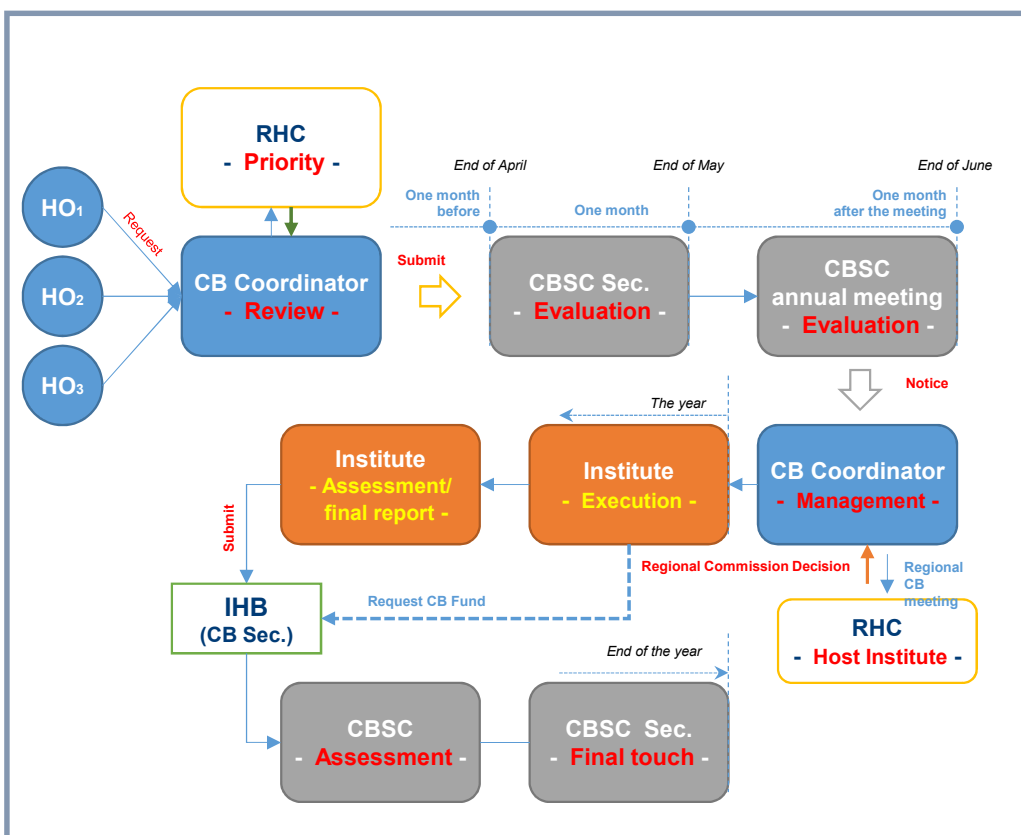 RHC
- Priority -
End of April
End of May
End of June
One month
before
One month
One month
after the meeting
HO1
HO2
HO3
Request
CB Coordinator
- Review -
Submit
CBSC Sec.
- Evaluation -
CBSC
annual meeting
- Evaluation -
Notice
The year
Institute
- Assessment/
final report -
Institute
- Execution -
CB Coordinator
- Management -
Submit
Regional Commission Decision
Regional
CB
meeting
IHB
(CB Sec.)
Request CB Fund
RHC
- Host Institute -
End of the year
CBSC
- Assessment -
CBSC Sec.
- Final touch -